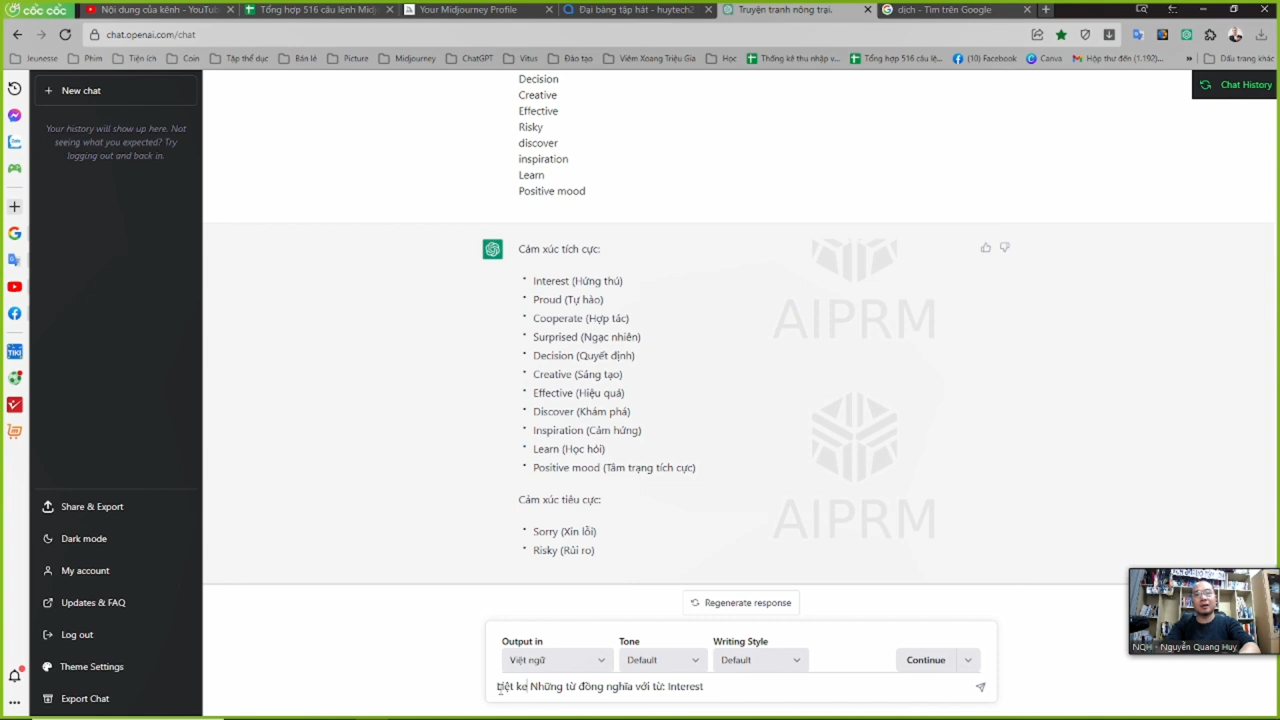 cốc cốc
Nội dung của kênh - YouTub
Tổng hợp 516 câu lệnh Midj
Your Midjourney Profile
Đại bàng tập hát - huytech2
Truyện tranh nông trại.
dịch - Tìm trên Google
chat.openai.com/chat
Jeunesse
Phim
Tiện ích
Coin
Tập thể dục
Bán lẻ
Picture
Midjourney
ChatGPT
Vitus
Đào tạo
Viêm Xoang Triệu Gia
Học
Thống kê thu nhập v...
Tổng hợp 516 câu lệ...
(10) Facebook
Canva
Hộp thư đến (1.192)...
Dấu trang khác
New chat
Chat History
Your history will show up here. Not
seeing what you expected? Try
logging out and back in.
Decision
Creative
Effective
Risky
discover
inspiration
Learn
Positive mood
Cảm xúc tích cực:
Interest (Hứng thú)
Proud (Tự hào)
Cooperate (Hợp tác)
Surprised (Ngạc nhiên)
Decision (Quyết định)
Creative (Sáng tạo)
Effective (Hiệu quả)
Discover (Khám phá)
Inspiration (Cảm hứng)
Learn (Học hỏi)
Positive mood (Tâm trạng tích cực)
Cảm xúc tiêu cực:
Sorry (Xin lỗi)
Risky (Rủi ro)
AIPRM
AIPRM
Share & Export
Dark mode
My account
Updates & FAQ
Log out
Theme Settings
Export Chat
Regenerate response
Output in
Tone
Writing Style
Việt ngữ
Default
Default
Continue
tiệt ke Những từ đồng nghĩa với từ: Interest
NQH - Nguyễn Quang Huy